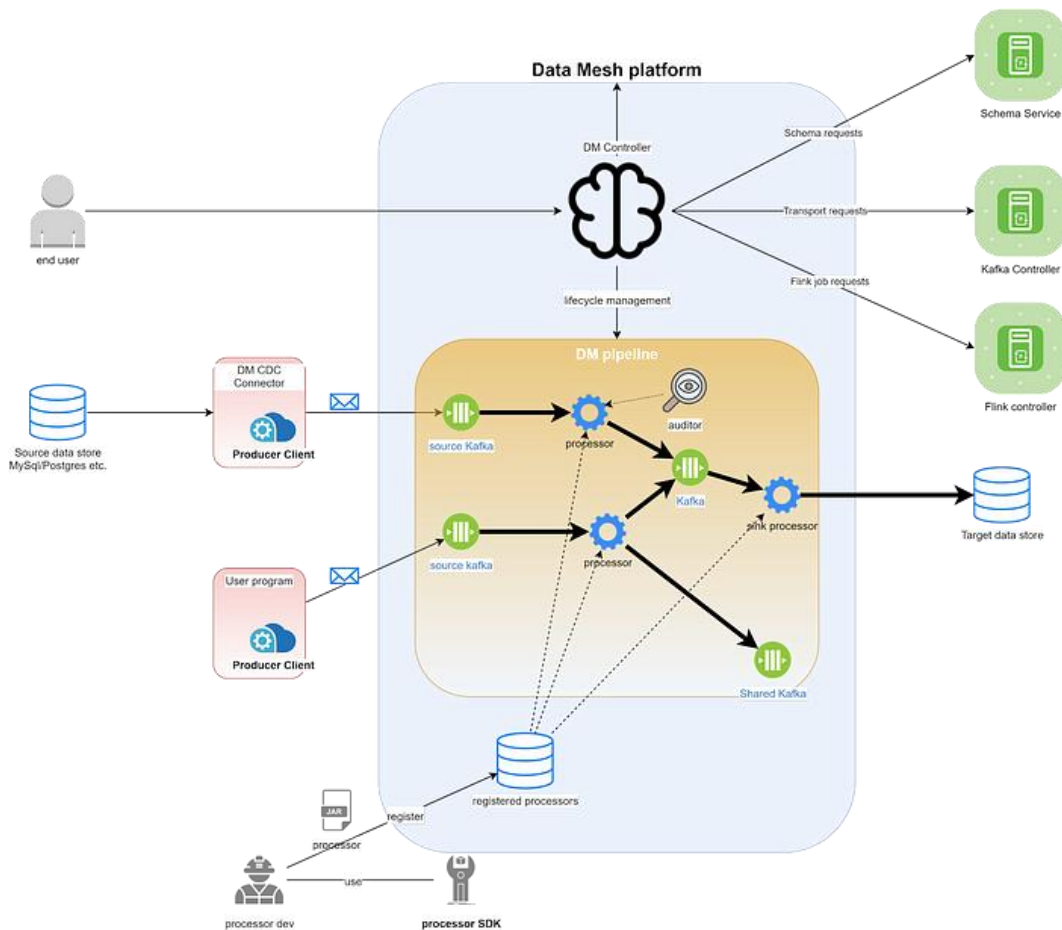 Data Mesh platform
DM Controller
Schema requests
Schema Service
Transport requests
Kafka Controller
Flink job requests
Flink controller
end user
lifecycle management
DM pipeline
DM CDC
Connector
Producer Client
Source data store
MySql/Postgres etc.
source Kafka
processor
auditor
Kafka
processor
Target data store
source kafka
processor
User program
Producer Client
Shared Kafka
registered processors
register
JAR
processor
use
processor dev
processor SDK